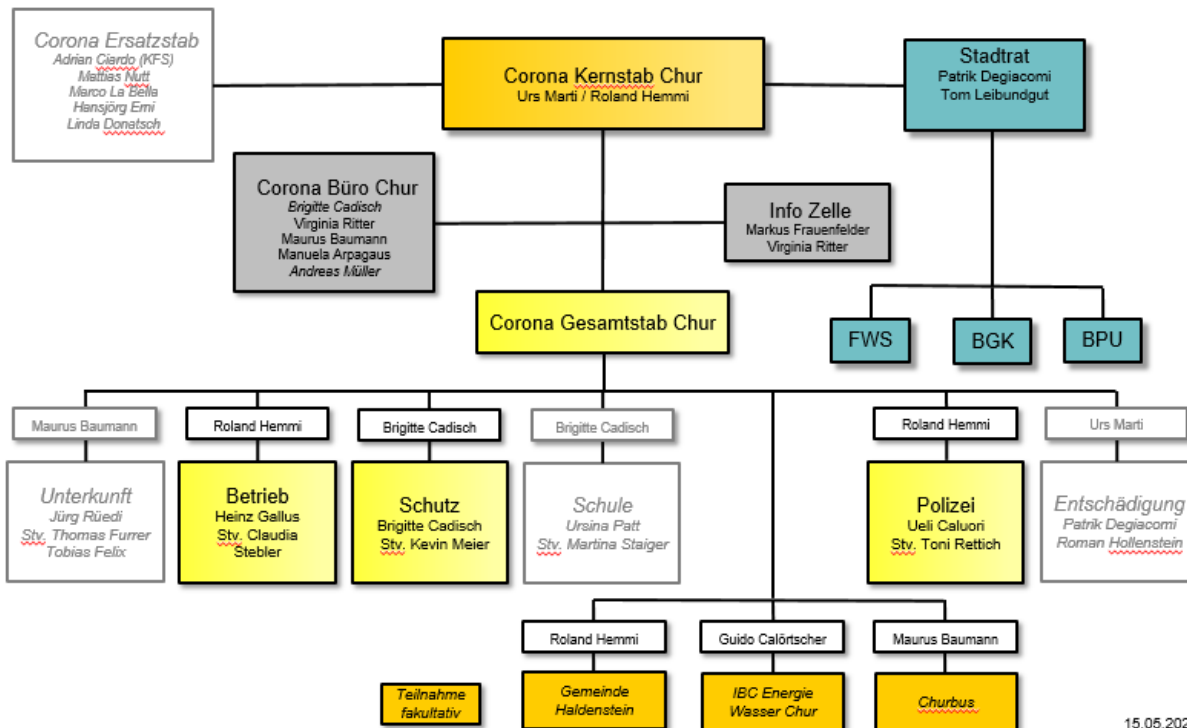 Corona Ersatzstab
Adrian Ciardo (KFS)
Mattias Nutt
Marco La Bella
Hansjörg Erni
Linda Donatsch
Corona Kernstab Chur
Urs Marti / Roland Hemmi
Stadtrat
Patrik Degiacomi
Tom Leibundgut
Corona Büro Chur
Brigitte Cadisch
Virginia Ritter
Maurus Baumann
Manuela Arpagaus
Andreas Müller
Info Zelle
Markus Frauenfelder
Virginia Ritter
Corona Gesamtstab Chur
FWS
BGK
BPU
Maurus Baumann
Roland Hemmi
Brigitte Cadisch
Brigitte Cadisch
Roland Hemmi
Urs Marti
Unterkunft
Jürg Rüedi
Stv. Thomas Furrer
Tobias Felix
Betrieb
Heinz Gallus
Stv. Claudia
Stebler
Schutz
Brigitte Cadisch
Stv. Kevin Meier
Schule
Ursina Patt
Stv. Martina Staiger
Polizei
Ueli Caluori
Stv. Toni Rettich
Entschädigung
Patrik Degiacomi
Roman Hollenstein
Roland Hemmi
Guido Calörtscher
Maurus Baumann
Teilnahme
fakultativ
Gemeinde
Haldenstein
IBC Energie
Wasser Chur
Churbus